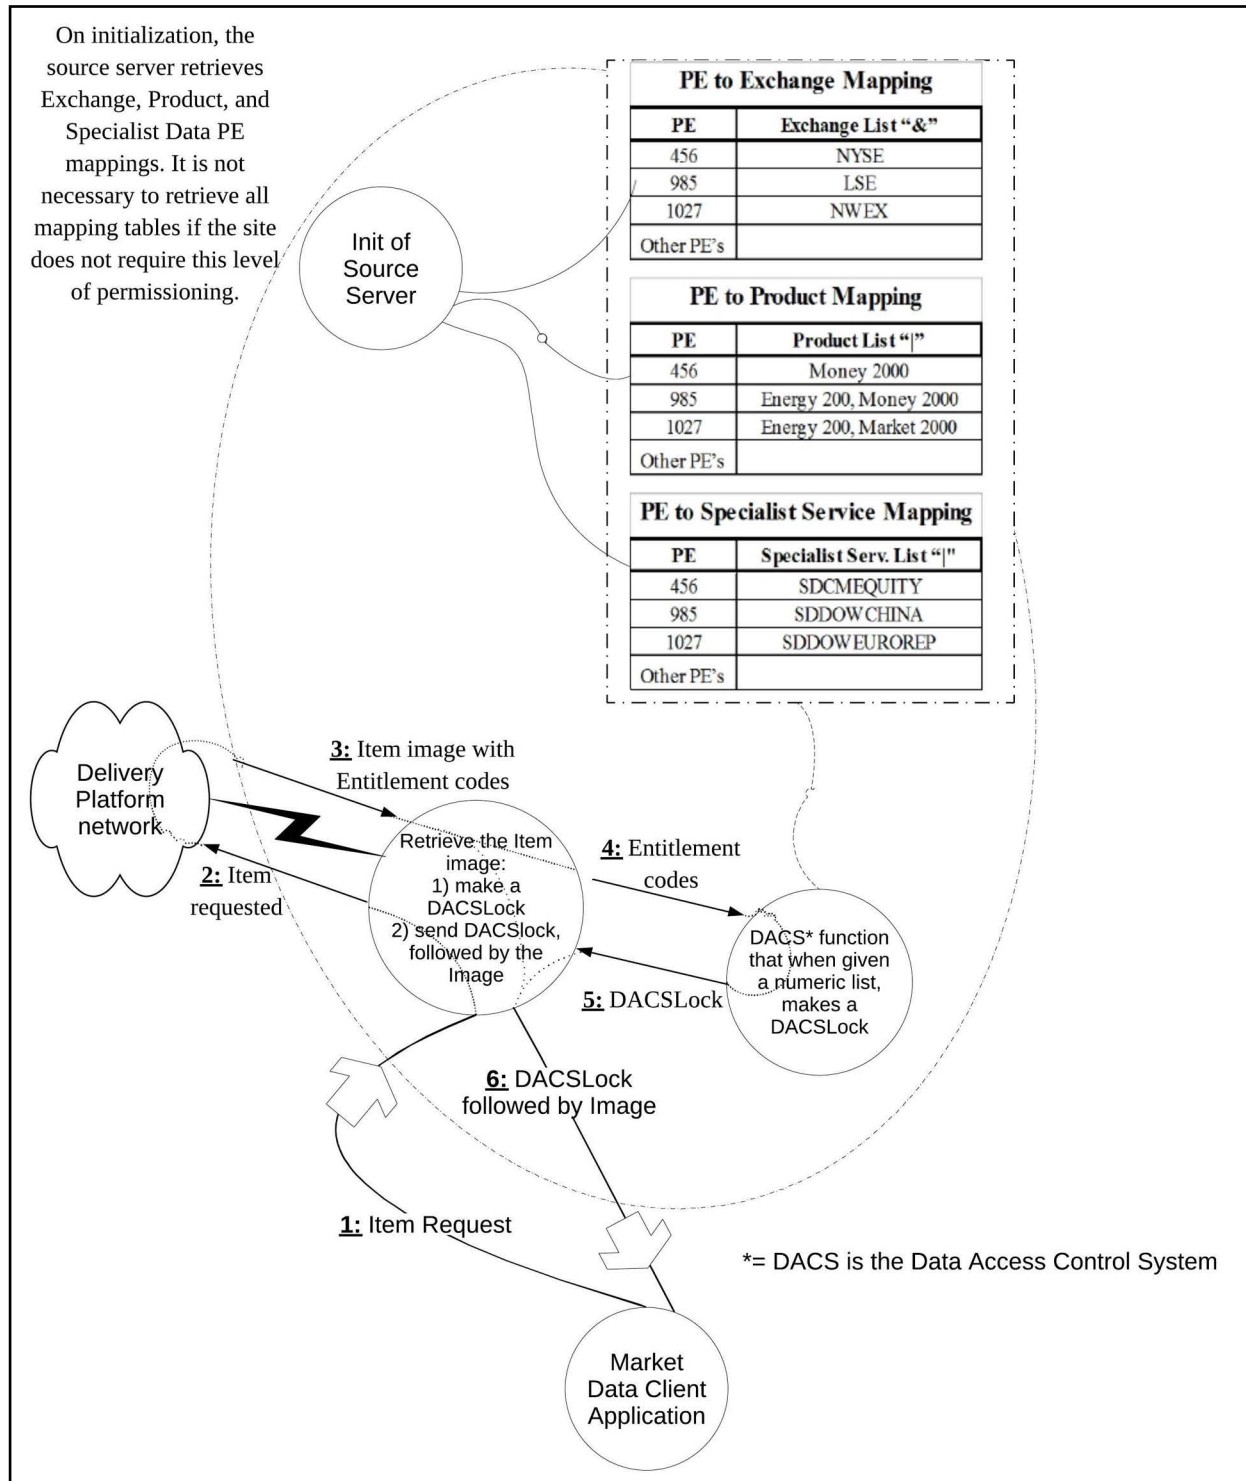 On initialization, the
source server retrieves
Exchange, Product, and
Specialist Data PE
mappings. It is not
necessary to retrieve all
mapping tables if the site
does not require this level
of permissioning.
Init of
Source
Server
PE to Exchange Mapping
PE Exchange List “&”
456 NYSE
985 LSE
1027 NWEX
Other PE's
PE to Product Mapping
PE Product List “|”
456 Money 2000
985 Energy 200, Money 2000
1027 Energy 200, Market 2000
Other PE's
PE to Specialist Service Mapping
PE Specialist Serv. List “|"
456 SDCMEQUITY
985 SDDOWCHINA
1027 SDDOWEUROREP
Other PE's
Delivery
Platform
network
3: Item image with
Entitlement codes
2: Item
requested
Retrieve the Item
image:
1) make a
DACSLock
2) send DACSlock,
followed by the
Image
4: Entitlement
codes
5: DACSLock
DACS* function
that when given
a numeric list,
makes a
DACSLock
6: DACSLock
followed by Image
1: Item Request
*= DACS is the Data Access Control System
Market
Data Client
Application